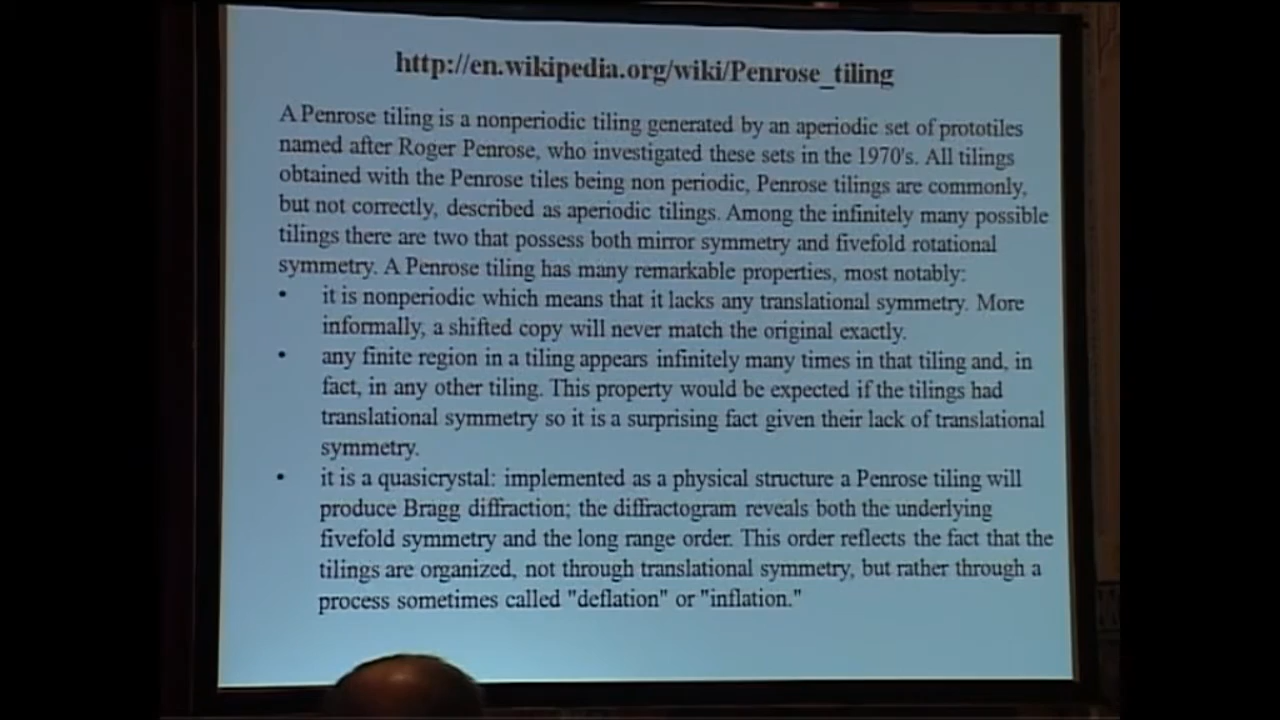 http://en.wikipedia.org/wiki/Penrose_tiling
A Penrose tiling is a nonperiodic tiling generated by an aperiodic set of prototiles
named after Roger Penrose, who investigated these sets in the 1970's. All tilings
obtained with the Penrose tiles being non periodic, Penrose tilings are commonly,
but not correctly, described as aperiodic tilings. Among the infinitely many possible
tilings there are two that possess both mirror symmetry and fivefold rotational
symmetry. A Penrose tiling has many remarkable properties, most notably:
• it is nonperiodic which means that it lacks any translational symmetry. More
informally, a shifted copy will never match the original exactly.
• any finite region in a tiling appears infinitely many times in that tiling and, in
fact, in any other tiling. This property would be expected if the tilings had
translational symmetry so it is a surprising fact given their lack of translational
symmetry.
• it is a quasicrystal: implemented as a physical structure a Penrose tiling will
produce Bragg diffraction; the diffractogram reveals both the underlying
fivefold symmetry and the long range order. This order reflects the fact that the
tilings are organized, not through translational symmetry, but rather through a
process sometimes called "deflation" or "inflation."